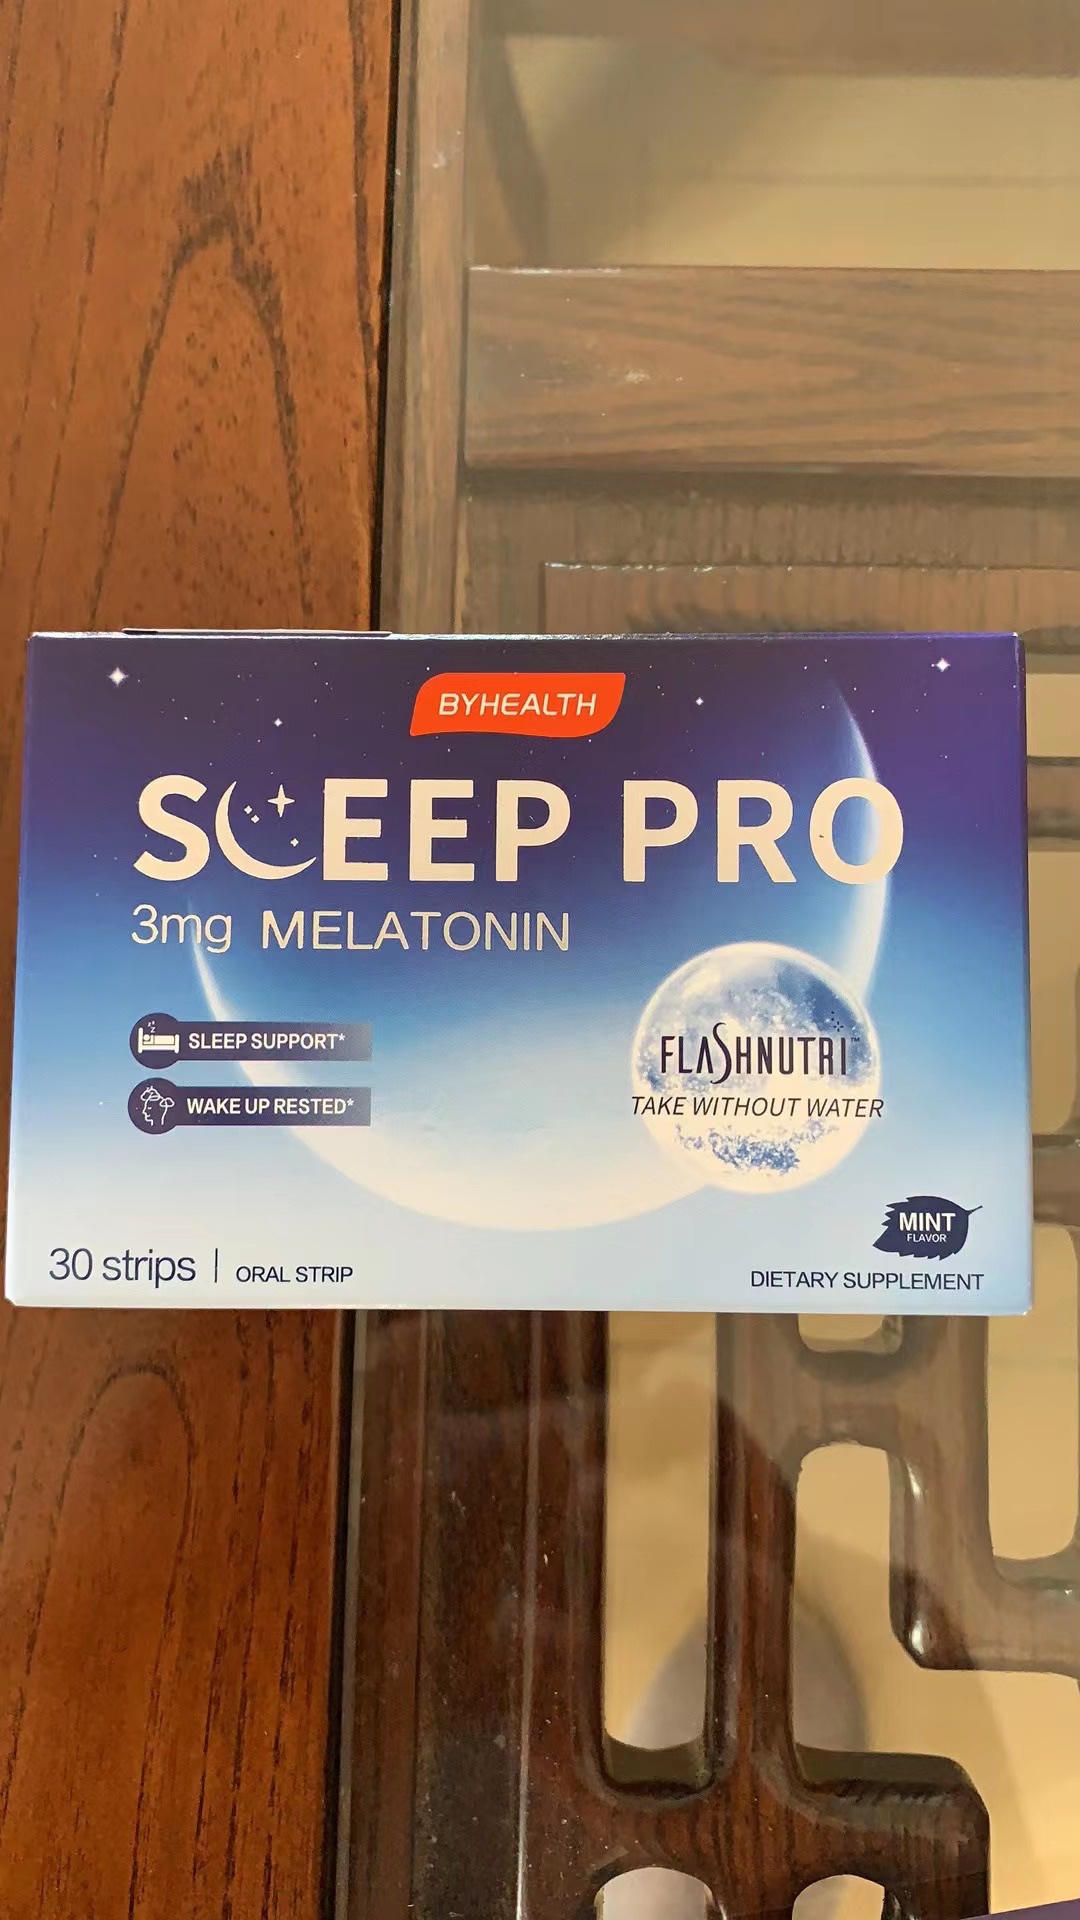 BYHEALTH
SLEEP PRO
3mg MELATONIN
SLEEP SUPPORT*
WAKE UP RESTED*
FLASHNUTRI™
TAKE WITHOUT WATER
MINT
FLAVOR
30 strips | ORAL STRIP
DIETARY SUPPLEMENT